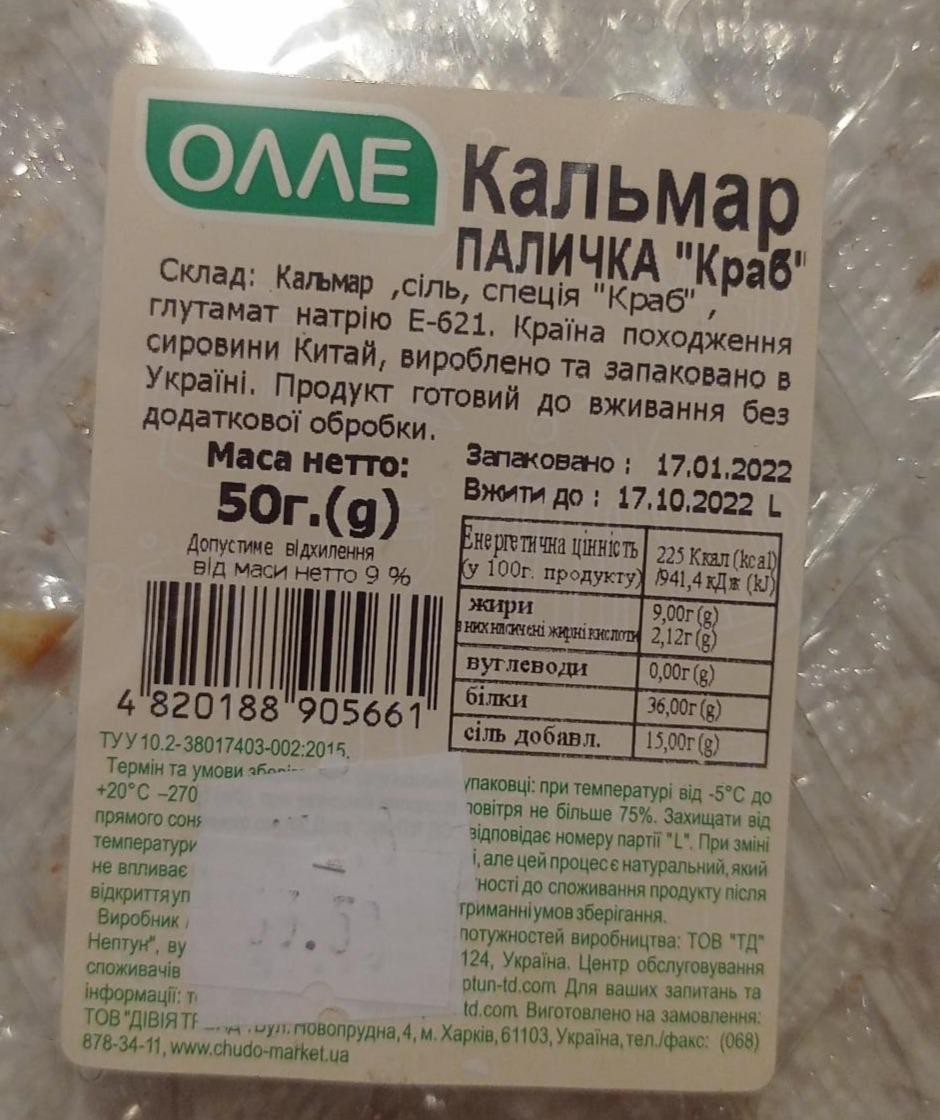 ОЛЛЕ
Кальмар
ПАЛИЧКА "Краб"
Склад: Кальмар ,сіль, спеція "Краб" ,
глутамат натрію Е-621. Країна походження
сировини Китай, вироблено та запаковано в
Україні. Продукт готовий до вживання без
додаткової обробки.
Маса нетто:
50г.(g)
Допустиме відхилення
від маси нетто 9 %
Запаковано : 17.01.2022
Вжити до : 17.10.2022 L
Енергетична цінність 225 Ккал (kcal)
(у 100г. продукту) /941,4 кДж (kJ)
жири 9,00г (g)
в них насичені жирні кислоти 2,12г (g)
вуглеводи 0,00г (g)
білки 36,00г (g)
сіль добавл. 15,00г (g)
4 820188 905661
ТУ У 10.2-38017403-002:2015.
Термін та умови упаковці: при температурі від -5°C до
+20°C –270 повітря не більше 75%. Захищати від
прямого відповідає номеру партії "L". При зміні
температури і, але цей процес є натуральний, який
не впливає до споживання продукту після
відкриття уп умов зберігання.
Виробник потужностей виробництва: ТОВ "ТД"
Нептун", ву 124, Україна. Центр обслуговування
споживачів ptun-td.com Для ваших запитань та
інформації: td.com Виготовлено на замовлення:
ТОВ "ДІВІЯ вул. Новопрудна, 4, м. Харків, 61103, Україна, тел./факс: (068)
878-34-11, www.chudo-market.ua